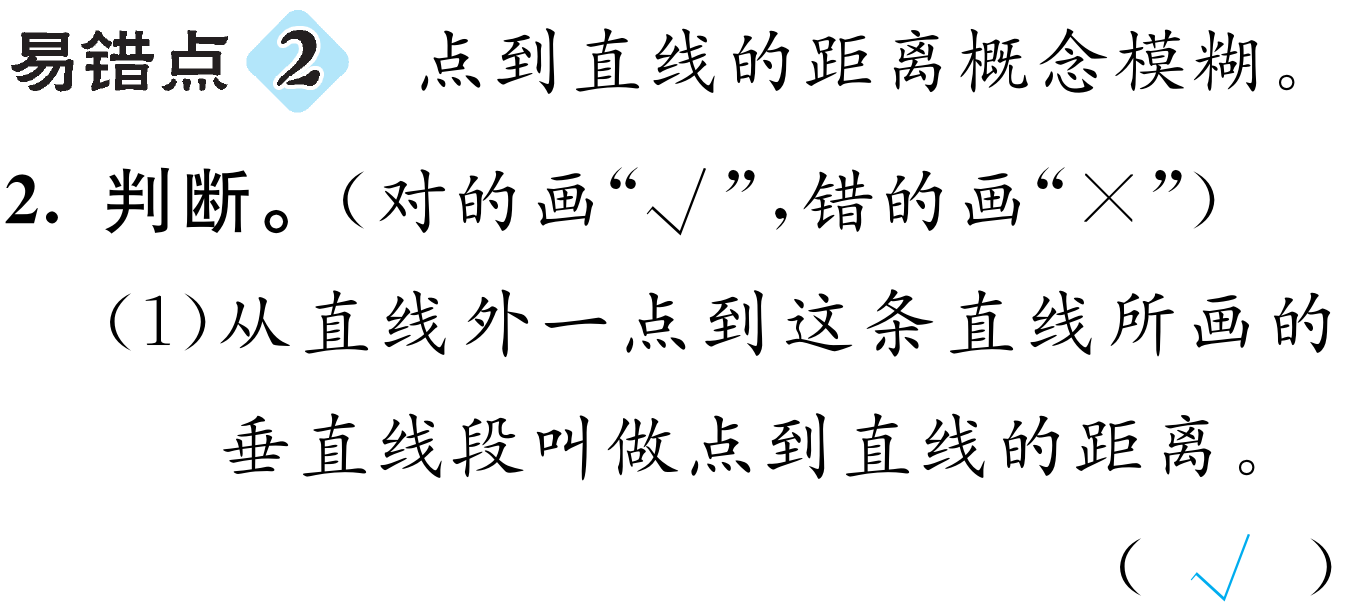 易错点 2 点到直线的距离概念模糊。
2. 判断。(对的画“√”,错的画“×”)
(1)从直线外一点到这条直线所画的
垂直线段叫做点到直线的距离。
( √ )